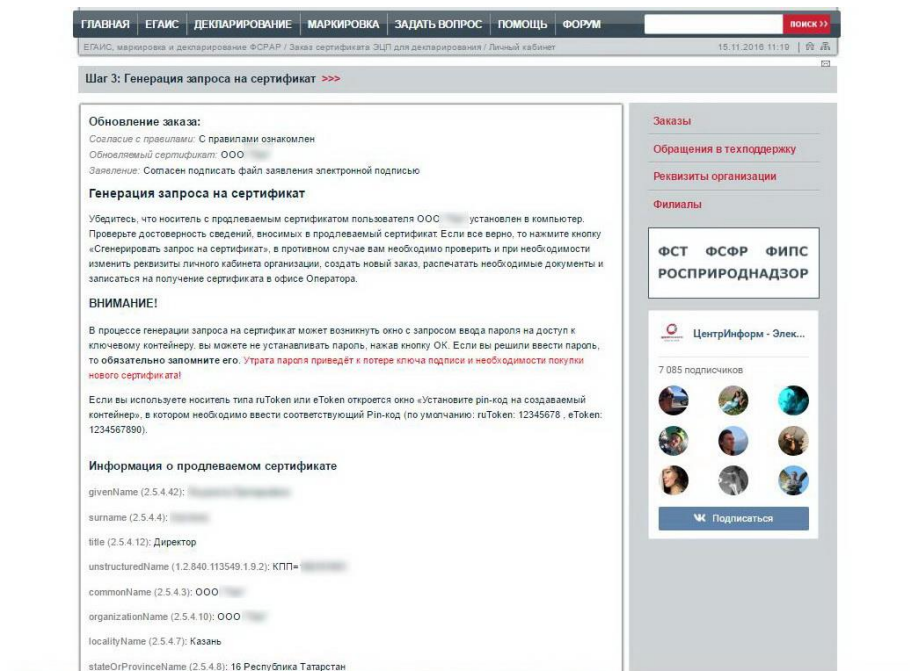 ГЛАВНАЯ ЕГАИС ДЕКЛАРИРОВАНИЕ МАРКИРОВКА ЗАДАТЬ ВОПРОС ПОМОЩЬ ФОРУМ ПОИСК >>
ЕГАИС, маркировка и декларирование ФСРАР / Заказ сертификата ЭЦП для декларирования / Личный кабинет 15.11.2016 11:19
Шаг 3: Генерация запроса на сертификат >>>
Обновление заказа:
Согласие с правилами: С правилами ознакомлен
Обновляемый сертификат: ООО
Заявление: Согласен подписать файл заявления электронной подписью
Генерация запроса на сертификат
Убедитесь, что носитель с продлеваемым сертификатом пользователя ООО установлен в компьютер.
Проверьте достоверность сведений, вносимых в продлеваемый сертификат. Если все верно, то нажмите кнопку
«Сгенерировать запрос на сертификат», в противном случае вам необходимо проверить и при необходимости
изменить реквизиты личного кабинета организации, создать новый заказ, распечатать необходимые документы и
записаться на получение сертификата в офисе Оператора.
ВНИМАНИЕ!
В процессе генерации запроса на сертификат может возникнуть окно с запросом ввода пароля на доступ к
ключевому контейнеру, вы можете не устанавливать пароль, нажав кнопку ОК. Если вы решили ввести пароль,
то обязательно запомните его. Утрата пароля приведёт к потере ключа подписи и необходимости покупки
нового сертификата!
Если вы используете носитель типа ruToken или eToken откроется окно «Установите pin-код на создаваемый
контейнер», в котором необходимо ввести соответствующий Pin-код (по умолчанию: ruToken: 12345678 , eToken:
1234567890).
Информация о продлеваемом сертификате
givenName (2.5.4.42):
surname (2.5.4.4):
title (2.5.4.12): Директор
unstructuredName (1.2.840.113549.1.9.2): КПП=
commonName (2.5.4.3): ООО
organizationName (2.5.4.10): ООО
localityName (2.5.4.7): Казань
stateOrProvinceName (2.5.4.8): 16 Республика Татарстан
Заказы
Обращения в техподдержку
Реквизиты организации
Филиалы
ФСТ ФСФР ФИПС
РОСПРИРОДНАДЗОР
ЦентрИнформ - Элек...
7 085 подписчиков
Подписаться